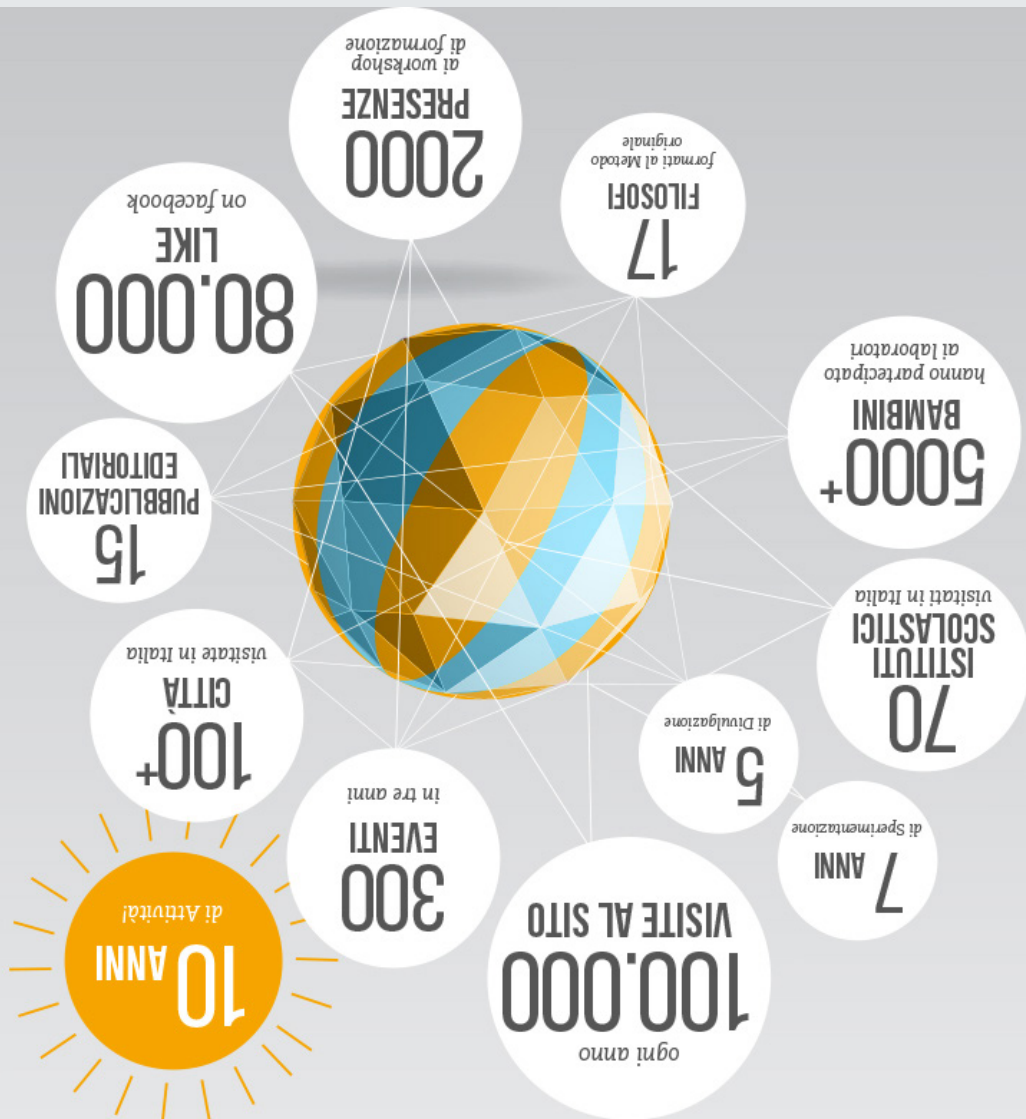 ogni anno
100.000
VISITE AL SITO
10 ANNI
di Attività!
7 ANNI
di Sperimentazione
300
EVENTI
in tre anni
5 ANNI
di Divulgazione
70
ISTITUTI
SCOLASTICI
visitati in Italia
100+
CITTÀ
visitate in Italia
15
PUBBLICAZIONI
EDITORIALI
5000+
BAMBINI
hanno partecipato
ai laboratori
80.000
LIKE
on facebook
17
FILOSOFI
formati al Metodo
originale
2000
PRESENZE
ai workshop
di formazione